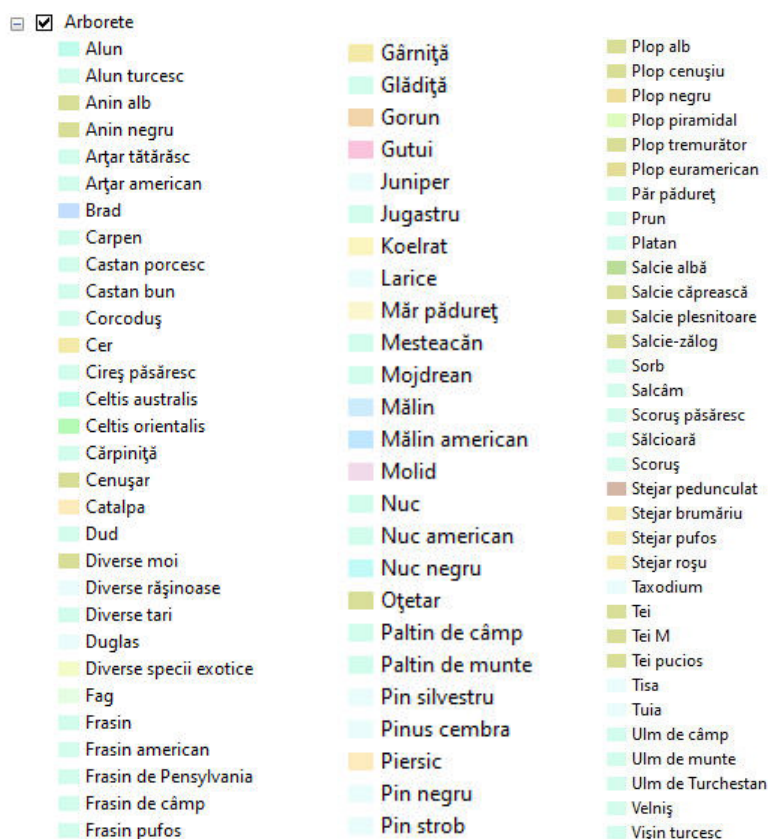 Arborete
Alun
Alun turcesc
Anin alb
Anin negru
Arţar tătărăsc
Arţar american
Brad
Carpen
Castan porcesc
Castan bun
Corcoduş
Cer
Cireş păsăresc
Celtis australis
Celtis orientalis
Cărpiniţă
Cenuşar
Catalpa
Dud
Diverse moi
Diverse răşinoase
Diverse tari
Duglas
Diverse specii exotice
Fag
Frasin
Frasin american
Frasin de Pensylvania
Frasin de câmp
Frasin pufos
Gârniţă
Glădiţă
Gorun
Gutui
Juniper
Jugastru
Koelrat
Larice
Măr pădureţ
Mesteacăn
Mojdrean
Mălin
Mălin american
Molid
Nuc
Nuc american
Nuc negru
Oţetar
Paltin de câmp
Paltin de munte
Pin silvestru
Pinus cembra
Piersic
Pin negru
Pin strob
Plop alb
Plop cenuşiu
Plop negru
Plop piramidal
Plop tremurător
Plop euramerican
Păr pădureţ
Prun
Platan
Salcie albă
Salcie căprească
Salcie plesnitoare
Salcie-zălog
Sorb
Salcâm
Scoruş păsăresc
Sălcioară
Scoruş
Stejar pedunculat
Stejar brumăriu
Stejar pufos
Stejar roşu
Taxodium
Tei
Tei M
Tei pucios
Tisa
Tuia
Ulm de câmp
Ulm de munte
Ulm de Turchestan
Velniş
Vişin turcesc